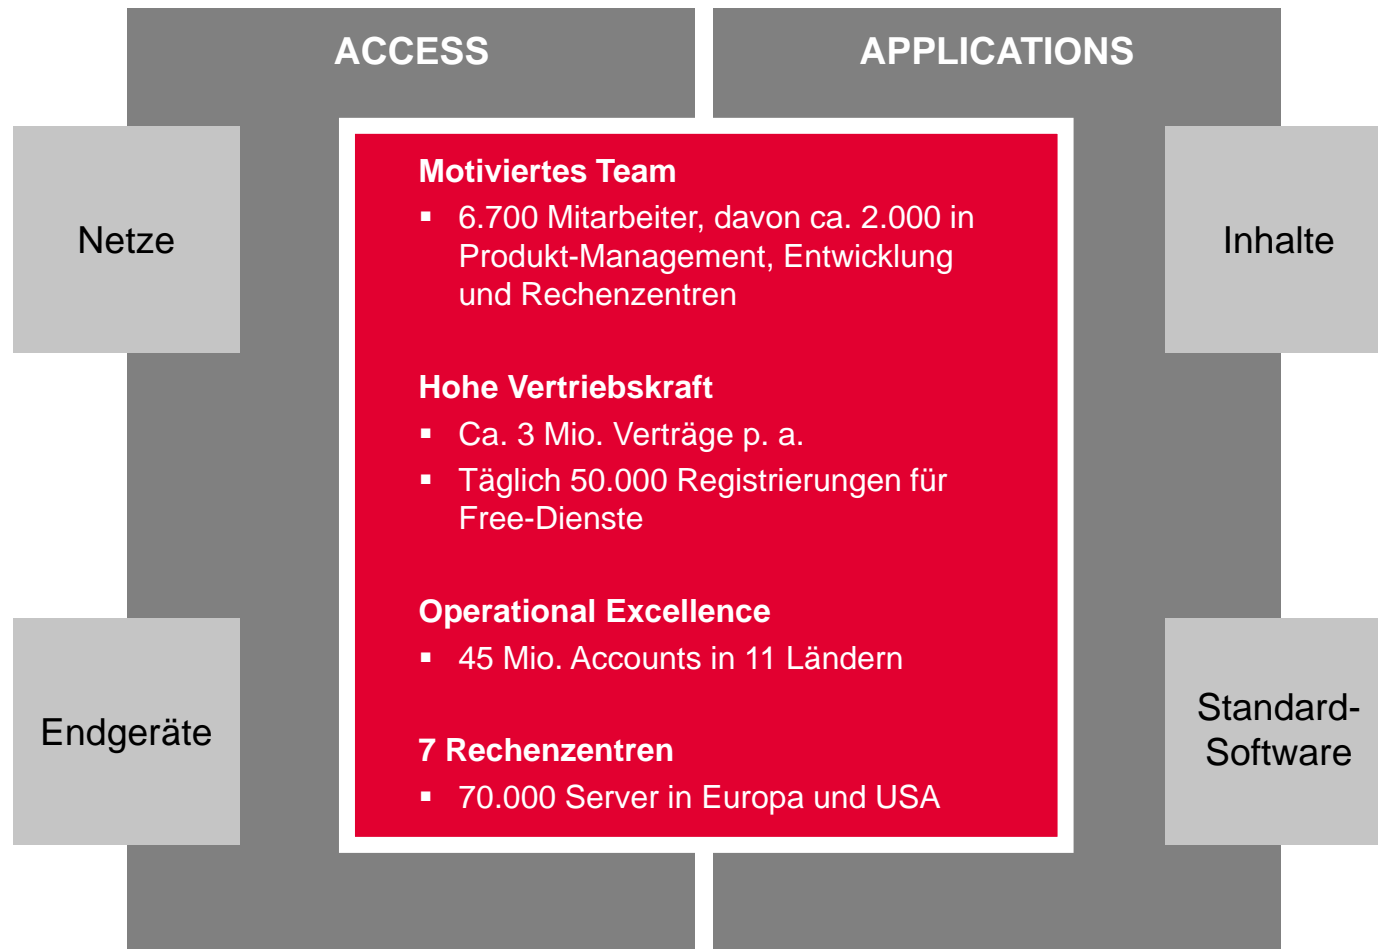 ACCESS
APPLICATIONS
Netze
Endgeräte
Motiviertes Team
▪ 6.700 Mitarbeiter, davon ca. 2.000 in
Produkt-Management, Entwicklung
und Rechenzentren
Hohe Vertriebskraft
▪ Ca. 3 Mio. Verträge p. a.
▪ Täglich 50.000 Registrierungen für
Free-Dienste
Operational Excellence
▪ 45 Mio. Accounts in 11 Ländern
7 Rechenzentren
▪ 70.000 Server in Europa und USA
Inhalte
Standard-
Software